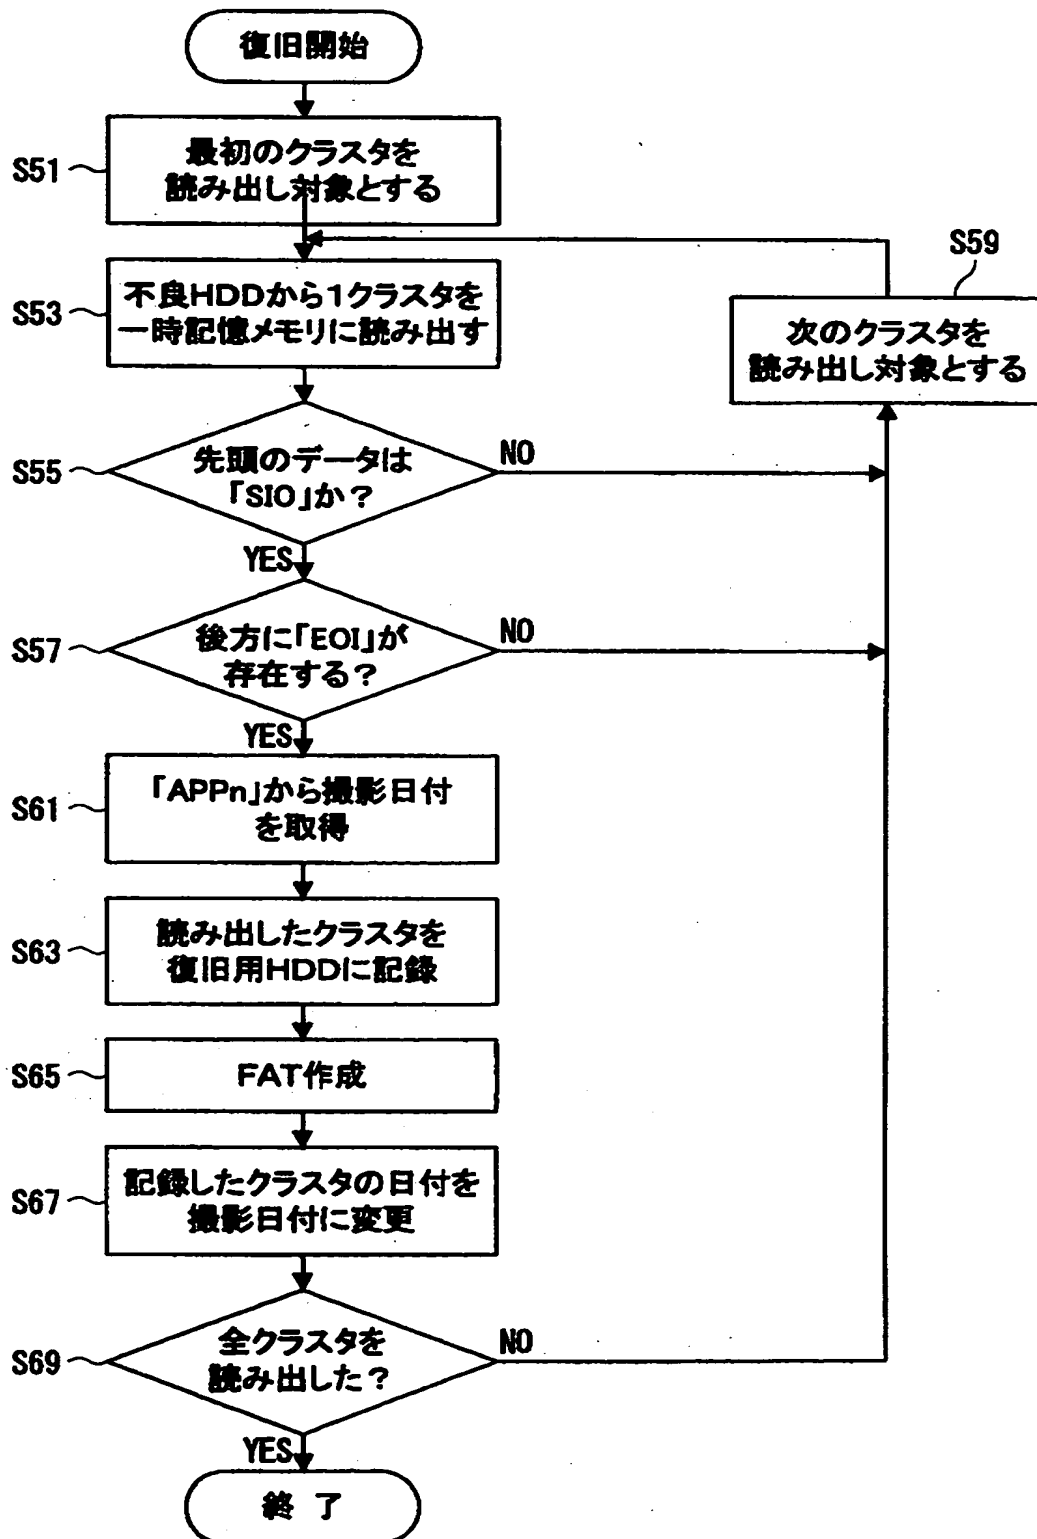 復旧開始
S51
最初のクラスタを
読み出し対象とする
S53
不良HDDから1クラスタを
一時記憶メモリに読み出す
S59
次のクラスタを
読み出し対象とする
S55
先頭のデータは
「SIO」か？
NO
YES
S57
後方に「EOI」が
存在する？
NO
YES
S61
「APPn」から撮影日付
を取得
S63
読み出したクラスタを
復旧用HDDに記録
S65
FAT作成
S67
記録したクラスタの日付を
撮影日付に変更
S69
全クラスタを
読み出した？
NO
YES
終 了